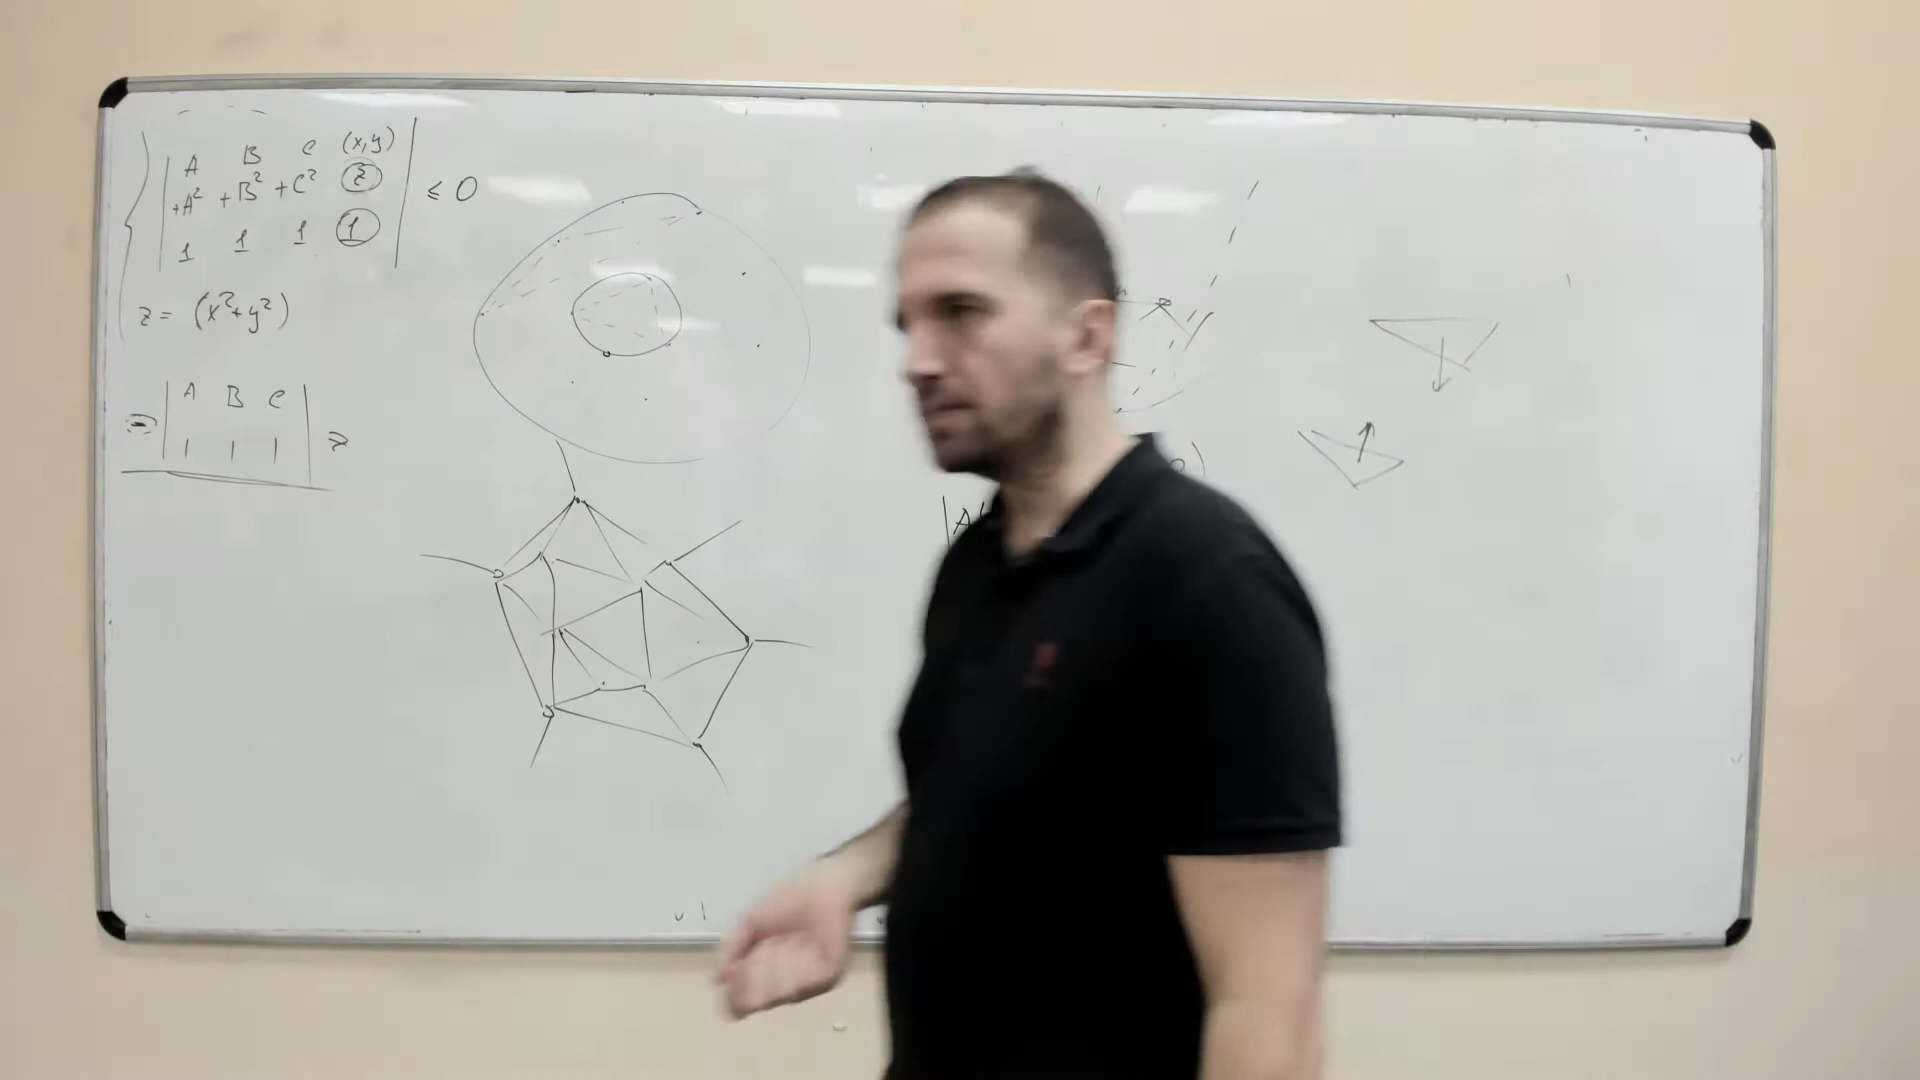 A B C (x,y)
+A² +B² +C² z ≤ 0
1 1 1 1
z = (x²+y²)
- A B C
1 1 1 ≥
|A